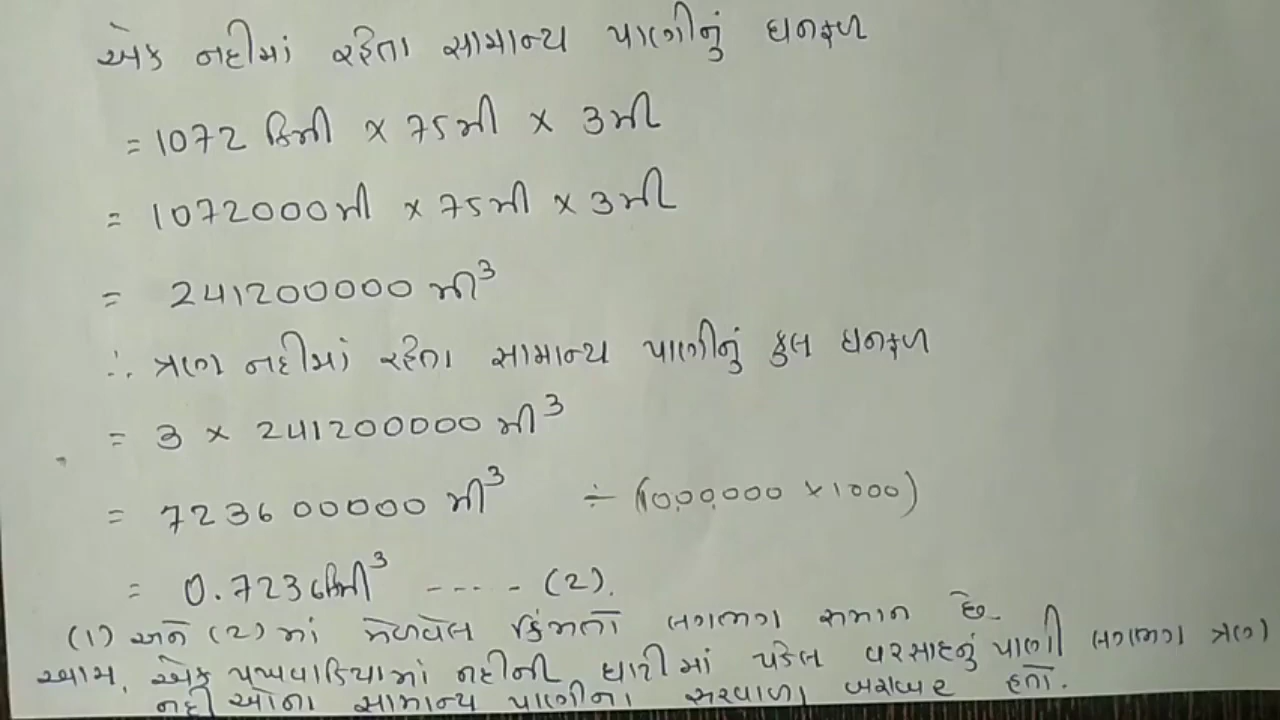 એક નદીમાં રહેતા સામાન્ય પાણીનું ઘનફળ
= 1072 કિમી × 75 મી × 3 મી
= 1072000 મી × 75 મી × 3 મી
= 241200000 મી³
∴ ત્રણ નદીમાં રહેતા સામાન્ય પાણીનું કુલ ઘનફળ
= 3 × 241200000 મી³
= 723600000 મી³ ÷ (1000000 × 1000)
= 0.7236 કિમી³ ---- - (2).
(1) અને (2) માં મેળવેલ કિંમતો લગભગ સમાન છે.
આમ, એક પખવાડિયામાં નદીની ઘાટીમાં પડેલ વરસાદનું પાણી લગભગ ત્રણ
નદીઓના સામાન્ય પાણીના સરવાળા બરાબર હતો.